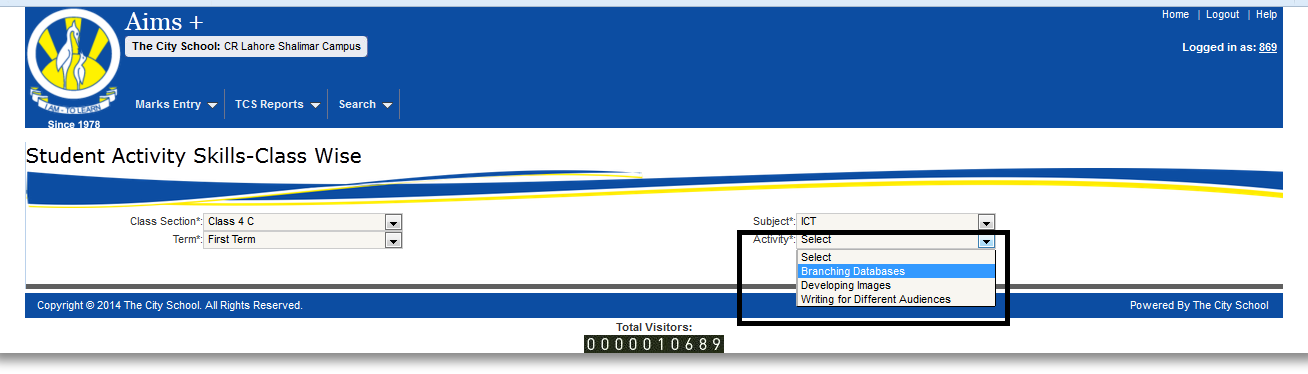 Aims +
Home | Logout | Help
The City School: CR Lahore Shalimar Campus
Logged in as: 869
Marks Entry
TCS Reports
Search
I AM - TO LEARN
Since 1978
Student Activity Skills-Class Wise
Class Section*: Class 4 C
Subject*: ICT
Term*: First Term
Activity*: Select
Select
Branching Databases
Developing Images
Writing for Different Audiences
Copyright © 2014 The City School. All Rights Reserved.
Powered By The City School
Total Visitors:
0000010689